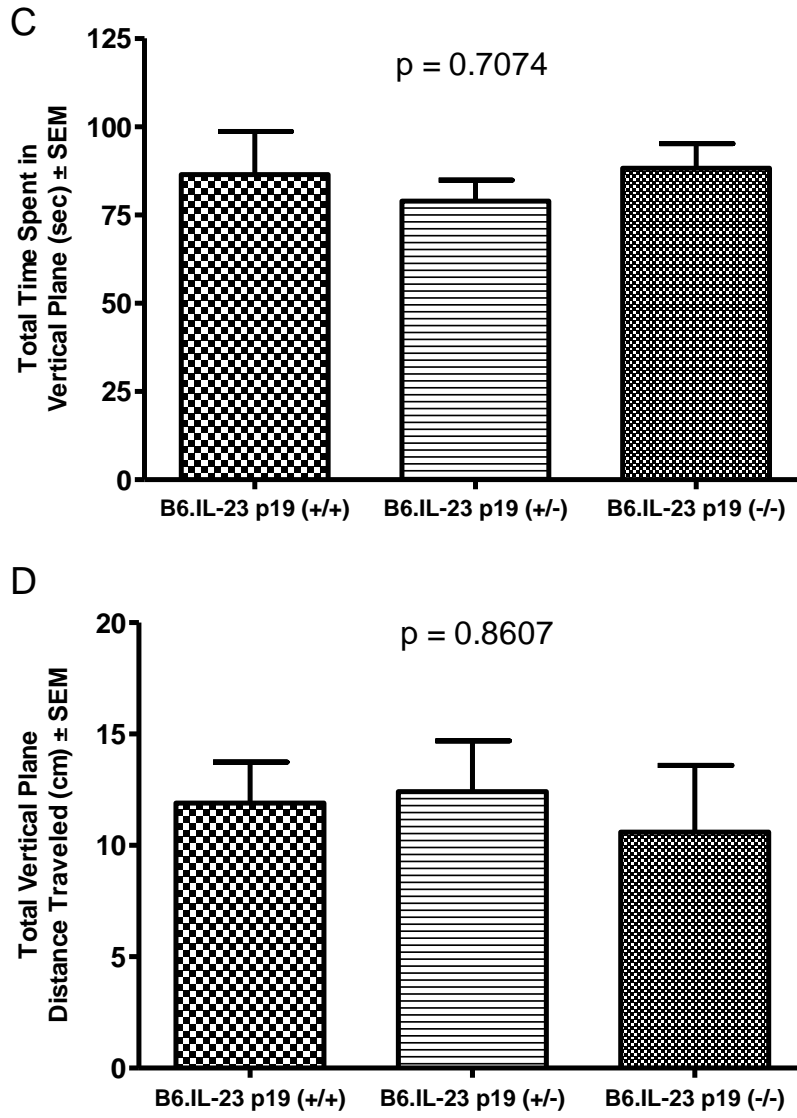 C
Total Time Spent in
Vertical Plane (sec) ± SEM
125
100
75
50
25
0
p = 0.7074
B6.IL-23 p19 (+/+)
B6.IL-23 p19 (+/-)
B6.IL-23 p19 (-/-)
D
Total Vertical Plane
Distance Traveled (cm) ± SEM
20
15
10
5
0
p = 0.8607
B6.IL-23 p19 (+/+)
B6.IL-23 p19 (+/-)
B6.IL-23 p19 (-/-)